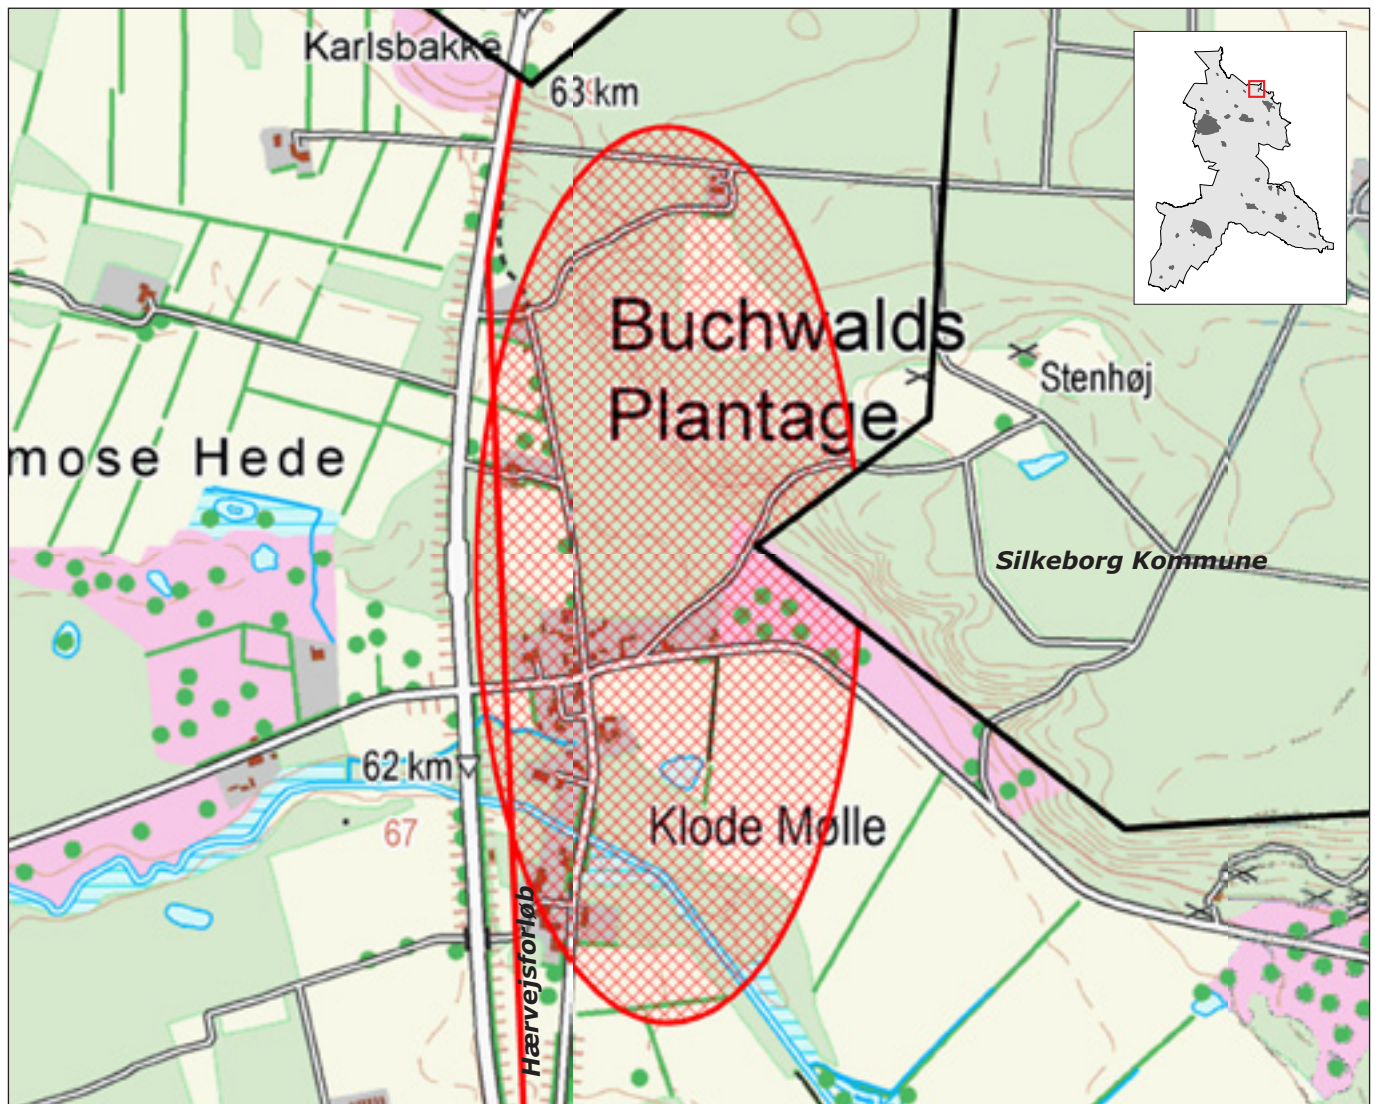 Karlsbakke
63 km
Buchwalds
Plantage
Stenhøj
mose Hede
Silkeborg Kommune
62 km
67
Klode Mølle
Hærvejsforløb